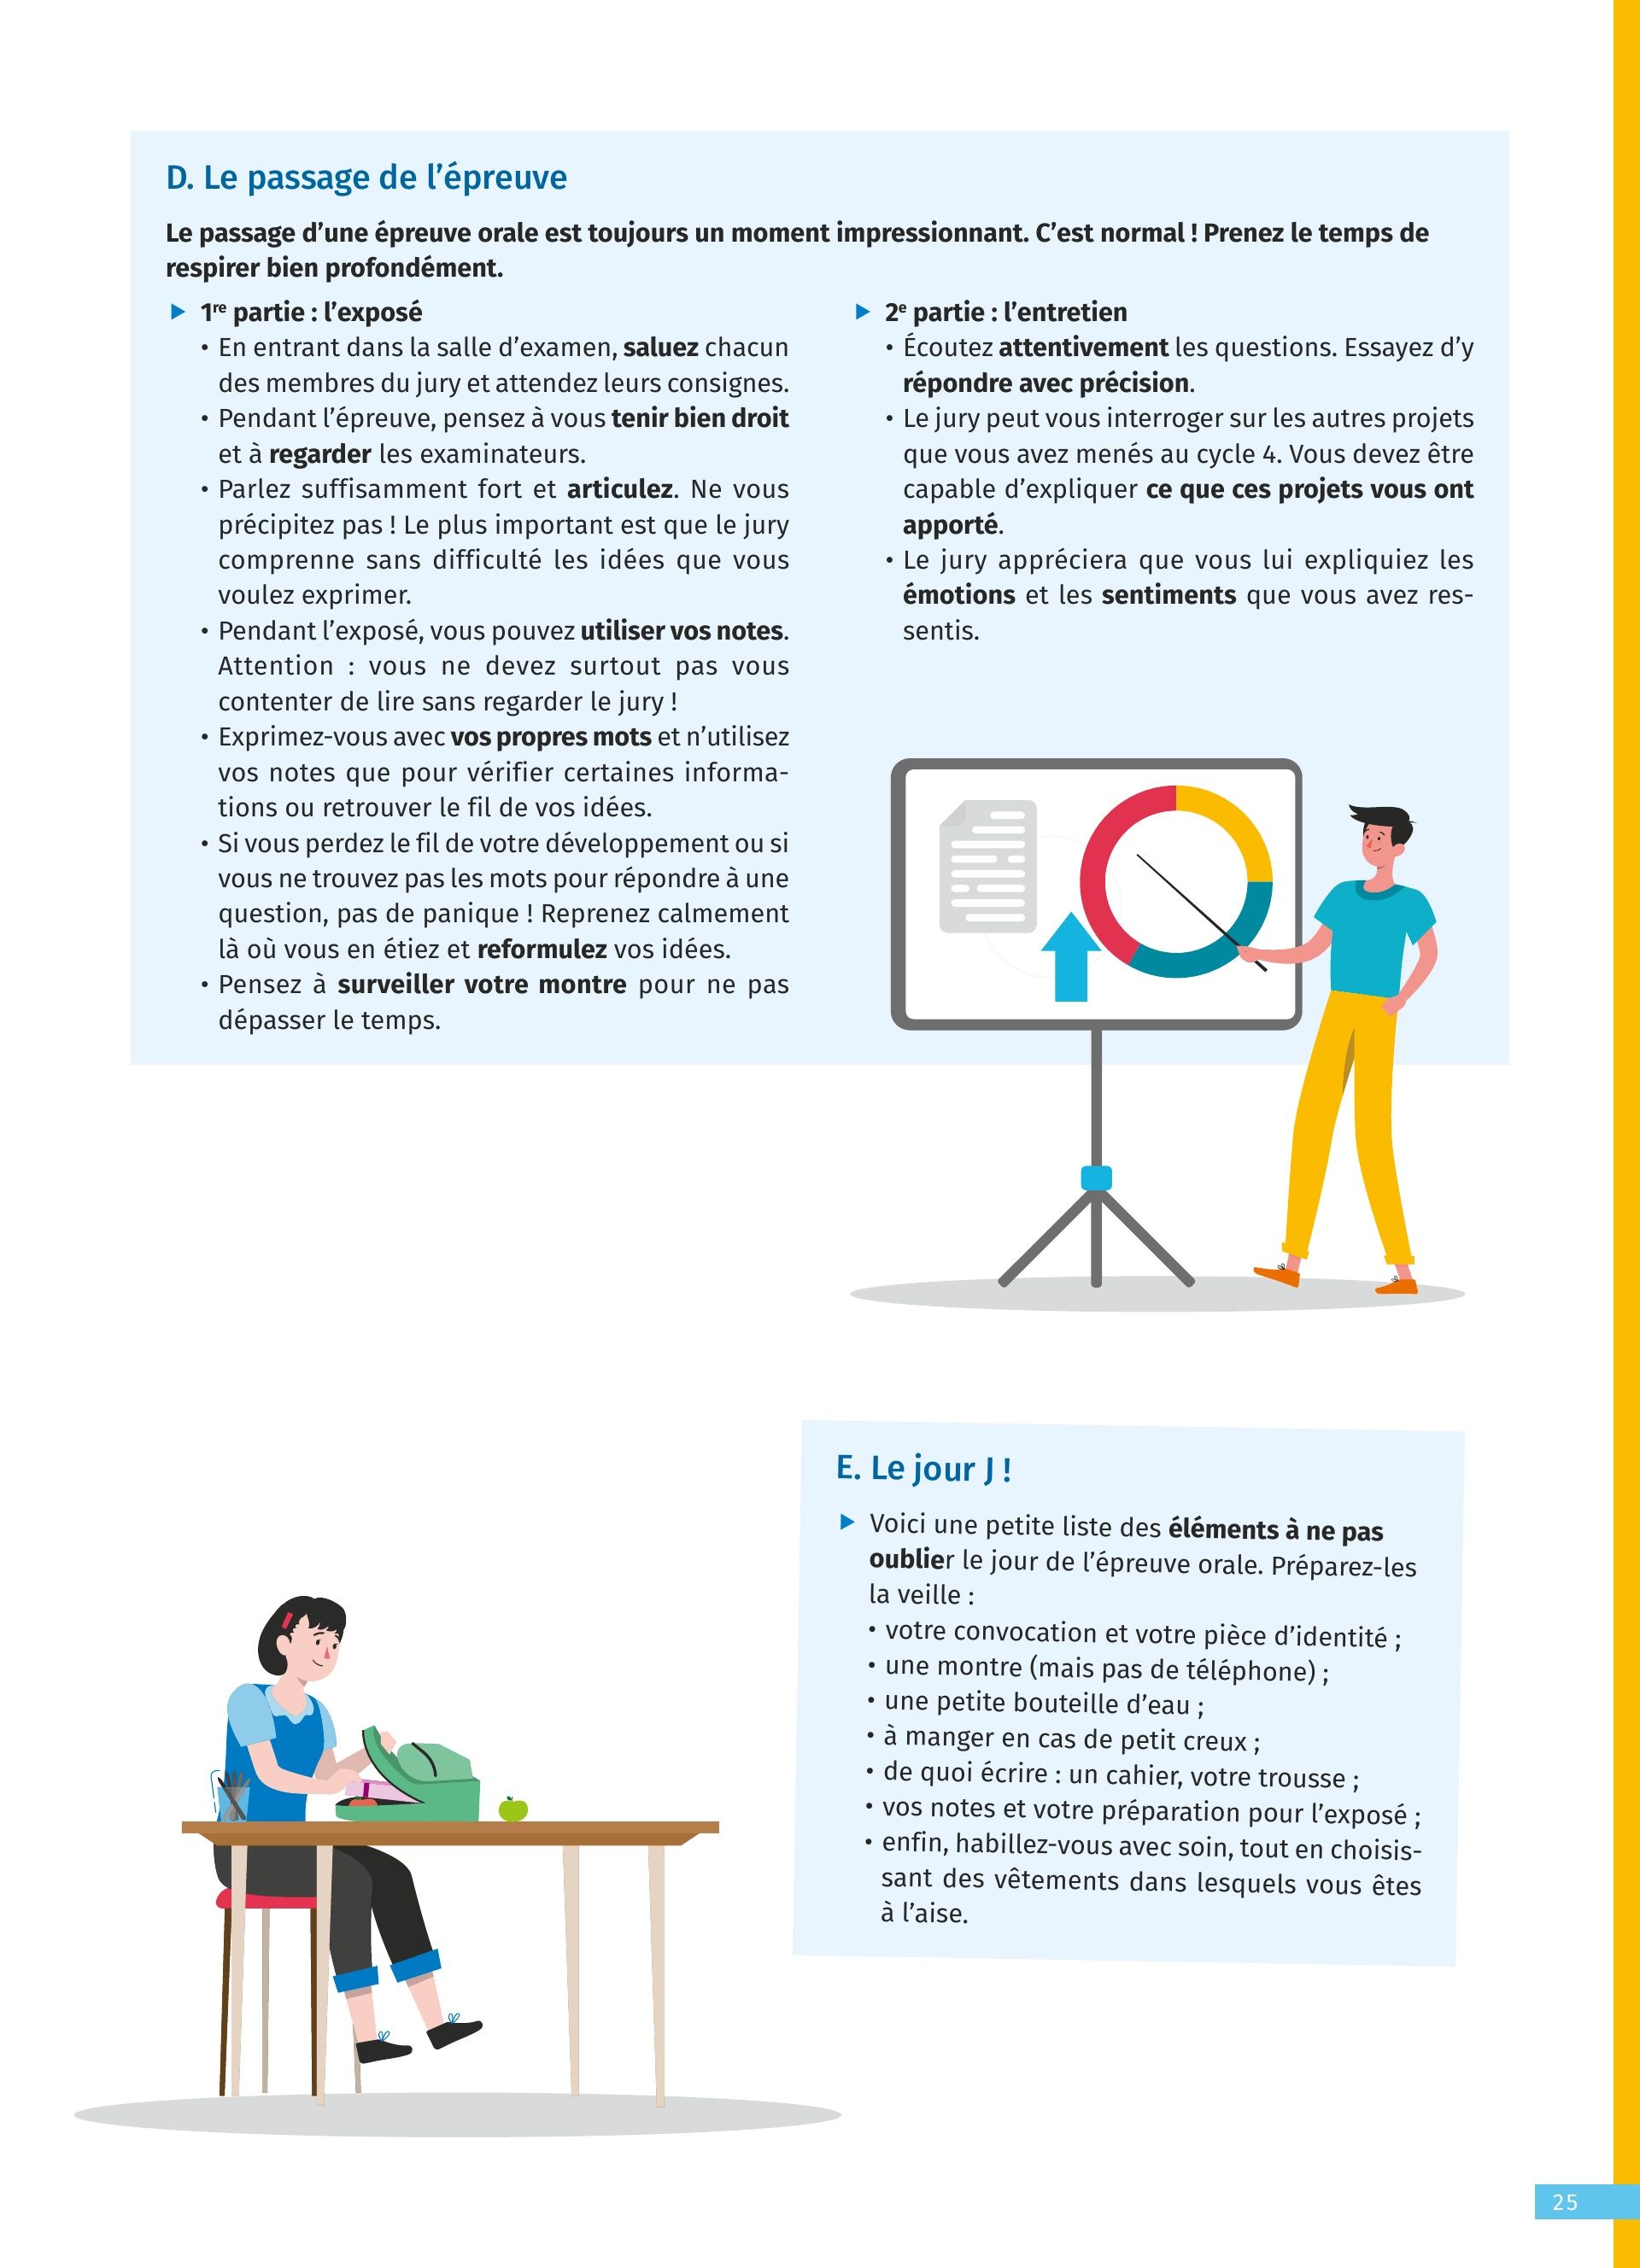 D. Le passage de l’épreuve
Le passage d’une épreuve orale est toujours un moment impressionnant. C’est normal ! Prenez le temps de
respirer bien profondément.
1re partie : l’exposé
• En entrant dans la salle d’examen, saluez chacun
des membres du jury et attendez leurs consignes.
• Pendant l’épreuve, pensez à vous tenir bien droit
et à regarder les examinateurs.
• Parlez suffisamment fort et articulez. Ne vous
précipitez pas ! Le plus important est que le jury
comprenne sans difficulté les idées que vous
voulez exprimer.
• Pendant l’exposé, vous pouvez utiliser vos notes.
Attention : vous ne devez surtout pas vous
contenter de lire sans regarder le jury !
• Exprimez-vous avec vos propres mots et n’utilisez
vos notes que pour vérifier certaines informa-
tions ou retrouver le fil de vos idées.
• Si vous perdez le fil de votre développement ou si
vous ne trouvez pas les mots pour répondre à une
question, pas de panique ! Reprenez calmement
là où vous en étiez et reformulez vos idées.
• Pensez à surveiller votre montre pour ne pas
dépasser le temps.
2e partie : l’entretien
• Écoutez attentivement les questions. Essayez d’y
répondre avec précision.
• Le jury peut vous interroger sur les autres projets
que vous avez menés au cycle 4. Vous devez être
capable d’expliquer ce que ces projets vous ont
apporté.
• Le jury appréciera que vous lui expliquiez les
émotions et les sentiments que vous avez res-
sentis.
E. Le jour J !
Voici une petite liste des éléments à ne pas
oublier le jour de l’épreuve orale. Préparez-les
la veille :
• votre convocation et votre pièce d’identité ;
• une montre (mais pas de téléphone) ;
• une petite bouteille d’eau ;
• à manger en cas de petit creux ;
• de quoi écrire : un cahier, votre trousse ;
• vos notes et votre préparation pour l’exposé ;
• enfin, habillez-vous avec soin, tout en choisis-
sant des vêtements dans lesquels vous êtes
à l’aise.
25